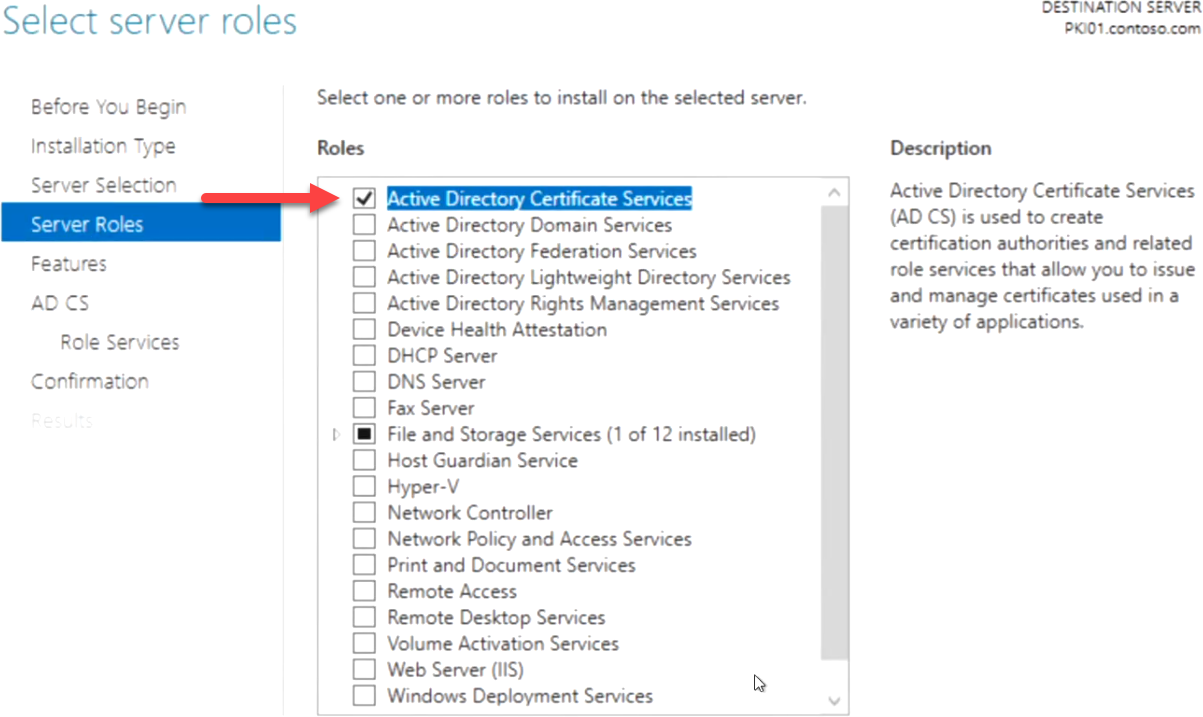 Select server roles
DESTINATION SERVER
PKI01.contoso.com
Before You Begin
Installation Type
Server Selection
Server Roles
Features
AD CS
Role Services
Confirmation
Results
Select one or more roles to install on the selected server.
Roles
Active Directory Certificate Services
Active Directory Domain Services
Active Directory Federation Services
Active Directory Lightweight Directory Services
Active Directory Rights Management Services
Device Health Attestation
DHCP Server
DNS Server
Fax Server
File and Storage Services (1 of 12 installed)
Host Guardian Service
Hyper-V
Network Controller
Network Policy and Access Services
Print and Document Services
Remote Access
Remote Desktop Services
Volume Activation Services
Web Server (IIS)
Windows Deployment Services
Description
Active Directory Certificate Services
(AD CS) is used to create
certification authorities and related
role services that allow you to issue
and manage certificates used in a
variety of applications.